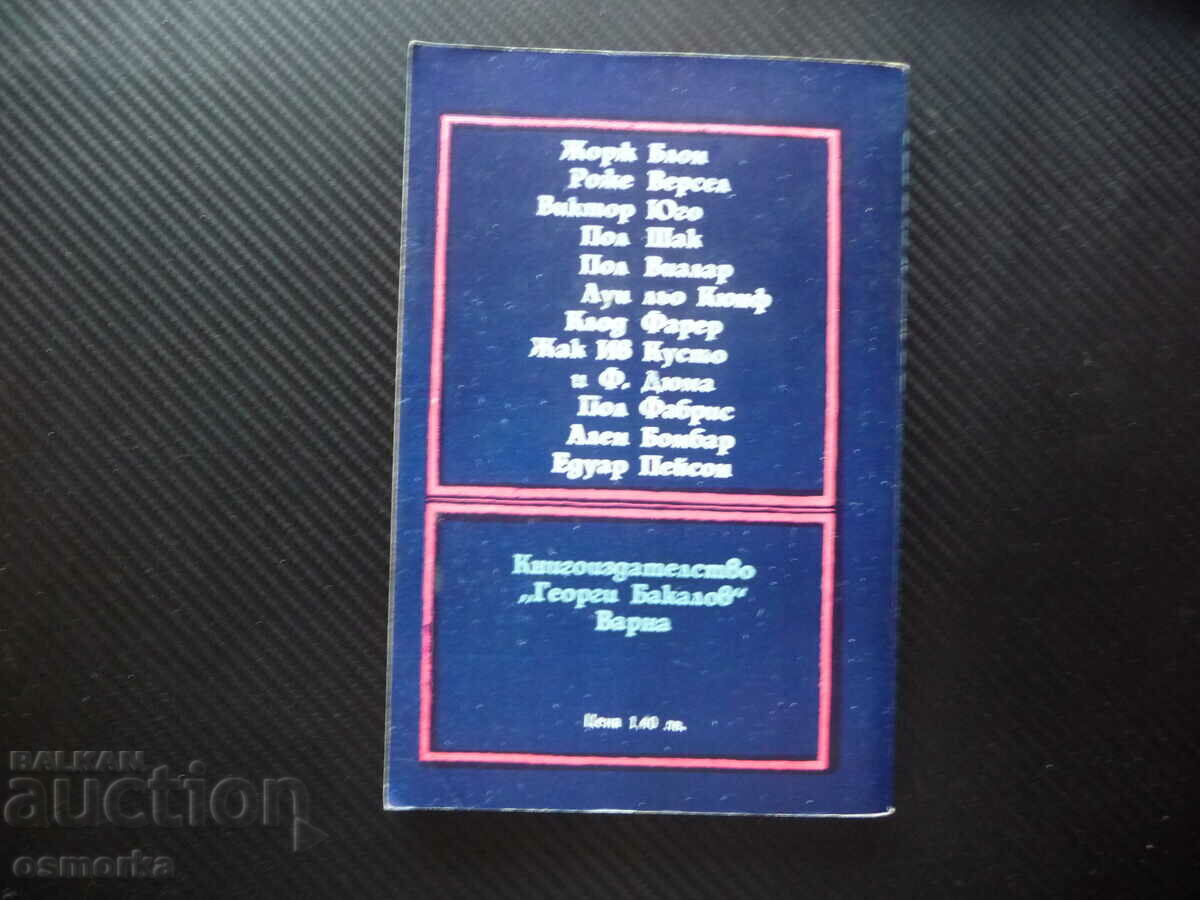 Жорж Блон
Роже Версел
Виктор Юго
Пол Шак
Пол Виалар
Луи льо Кюнф
Клод Фарер
Жак Ив Кусто
и Ф. Дюма
Пол Фабрис
Ален Бомбар
Едуар Пейсон
Книгоиздателство
„Георги Бакалов“
Варна
Цена 1,40 лв.
BALKAN
auction
osmorka